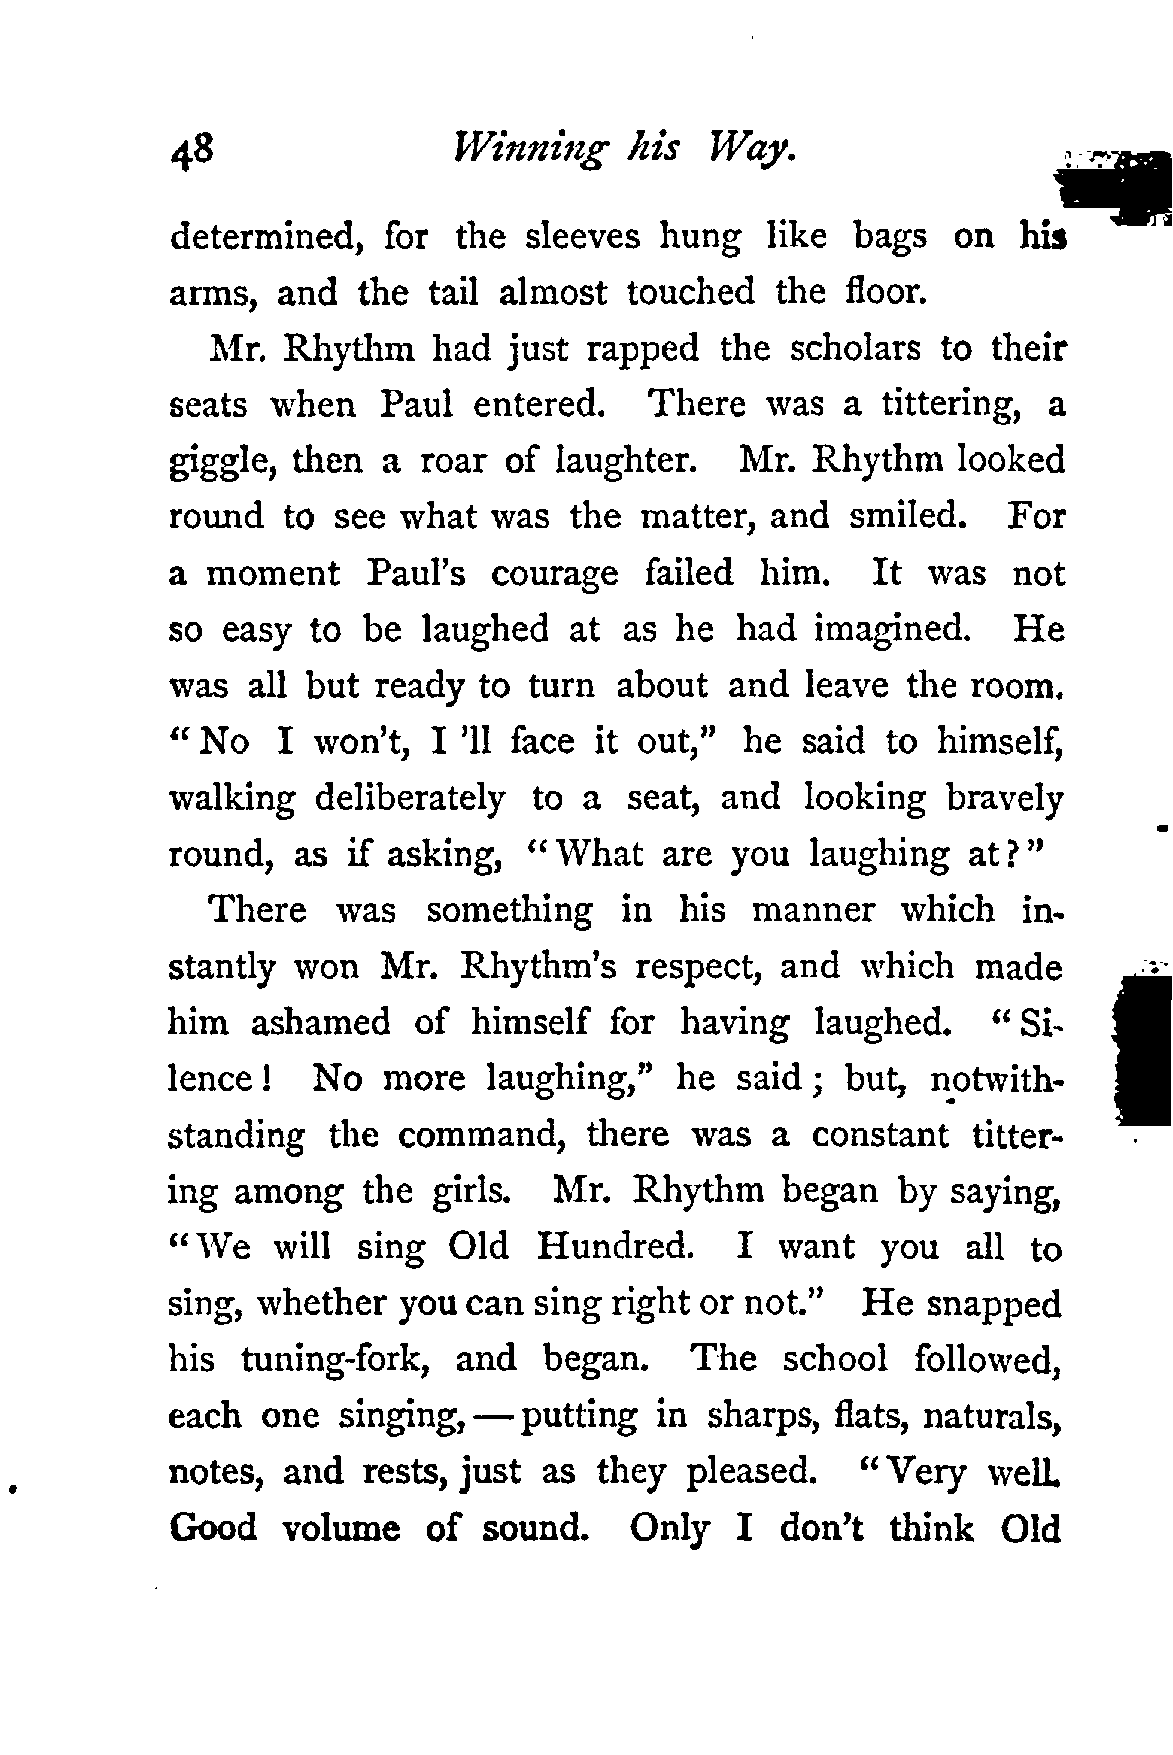 48 Winning his Way.
determined, for the sleeves hung like bags on his
arms, and the tail almost touched the floor.
Mr. Rhythm had just rapped the scholars to their
seats when Paul entered. There was a tittering, a
giggle, then a roar of laughter. Mr. Rhythm looked
round to see what was the matter, and smiled. For
a moment Paul's courage failed him. It was not
so easy to be laughed at as he had imagined. He
was all but ready to turn about and leave the room.
“ No I won't, I 'll face it out,” he said to himself,
walking deliberately to a seat, and looking bravely
round, as if asking, “ What are you laughing at? ”
There was something in his manner which in-
stantly won Mr. Rhythm's respect, and which made
him ashamed of himself for having laughed. “ Si-
lence ! No more laughing,” he said ; but, notwith-
standing the command, there was a constant titter-
ing among the girls. Mr. Rhythm began by saying,
“ We will sing Old Hundred. I want you all to
sing, whether you can sing right or not.” He snapped
his tuning-fork, and began. The school followed,
each one singing, — putting in sharps, flats, naturals,
notes, and rests, just as they pleased. “ Very well.
Good volume of sound. Only I don't think Old